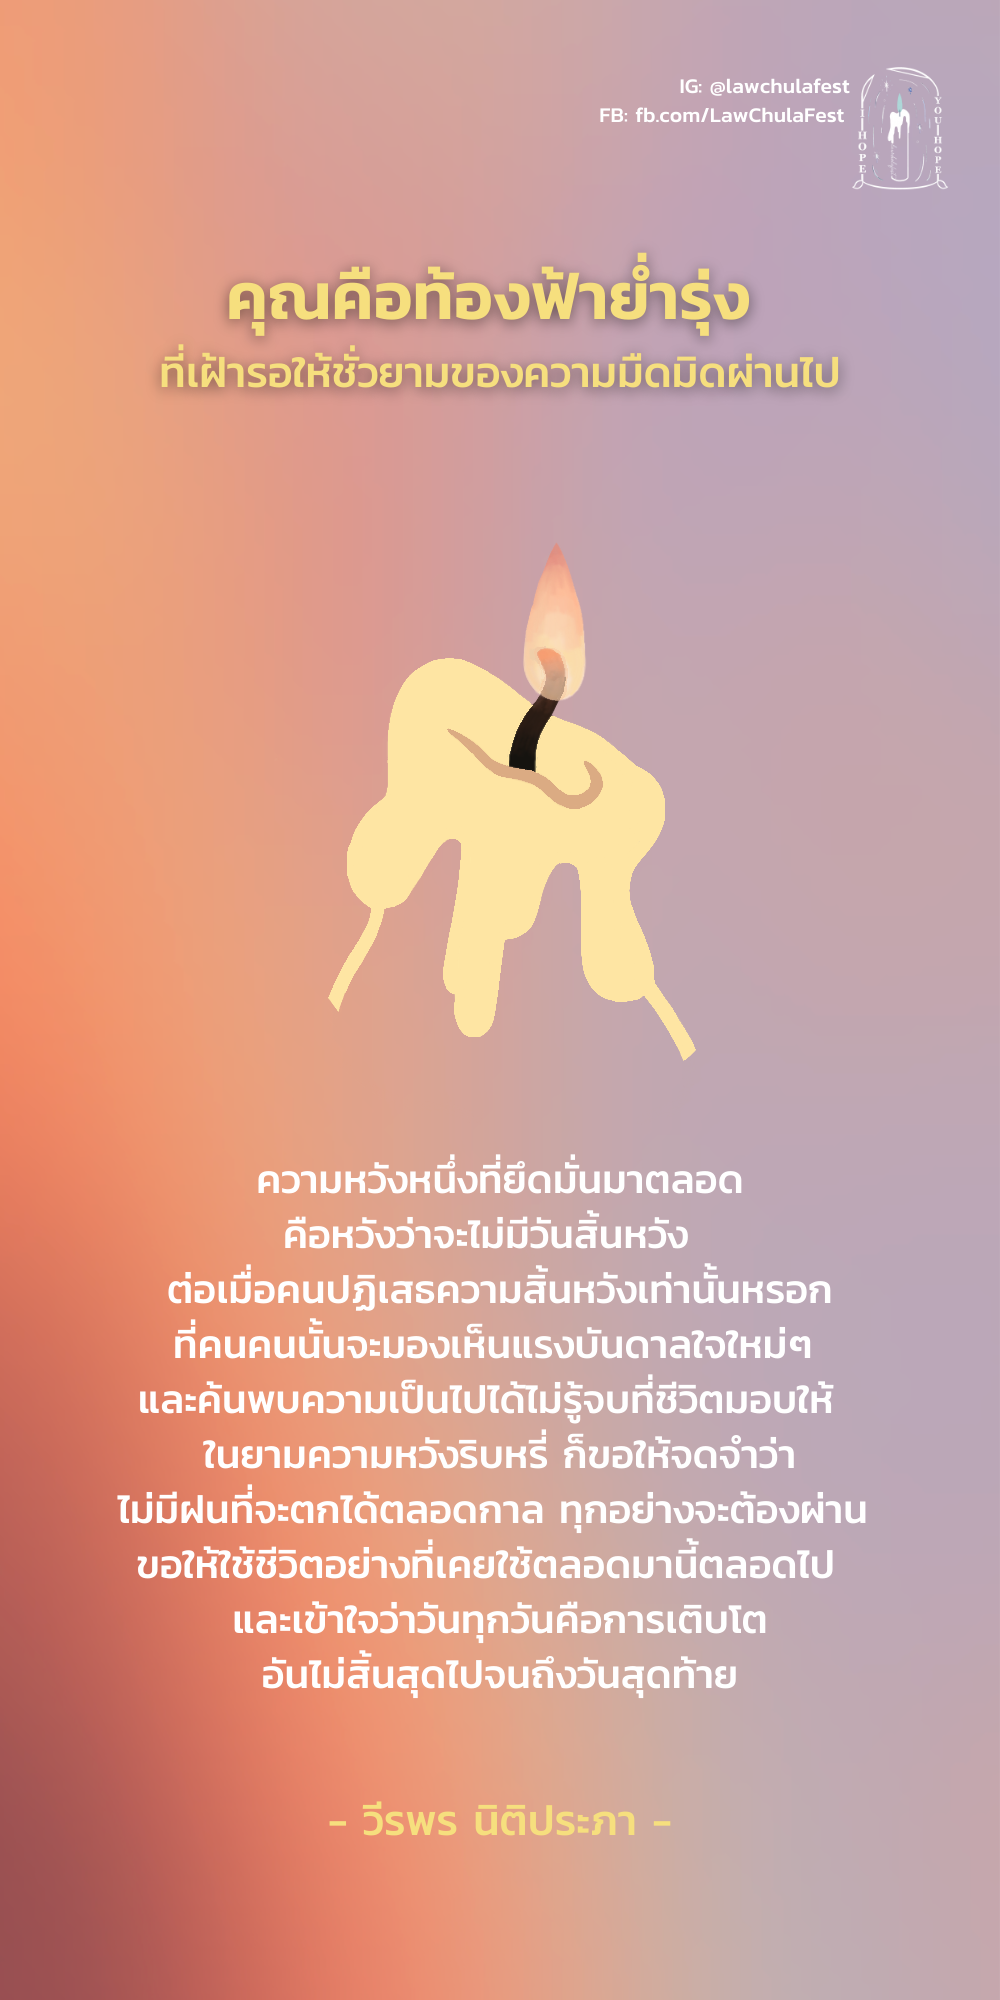 IG: @lawchulafest
FB: fb.com/LawChulaFest
I HOPE
YOU HOPE
คุณคือท้องฟ้าย่ำรุ่ง
ที่เฝ้ารอให้ชั่วยามของความมืดมิดผ่านไป
ความหวังหนึ่งที่ยึดมั่นมาตลอด
คือหวังว่าจะไม่มีวันสิ้นหวัง
ต่อเมื่อคนปฏิเสธความสิ้นหวังเท่านั้นหรอก
ที่คนคนนั้นจะมองเห็นแรงบันดาลใจใหม่ๆ
และค้นพบความเป็นไปได้ไม่รู้จบที่ชีวิตมอบให้
ในยามความหวังริบหรี่ ก็ขอให้จดจำว่า
ไม่มีฝนที่จะตกได้ตลอดกาล ทุกอย่างจะต้องผ่าน
ขอให้ใช้ชีวิตอย่างที่เคยใช้ตลอดมานี้ตลอดไป
และเข้าใจว่าวันทุกวันคือการเติบโต
อันไม่สิ้นสุดไปจนถึงวันสุดท้าย
- วีรพร นิติประภา -